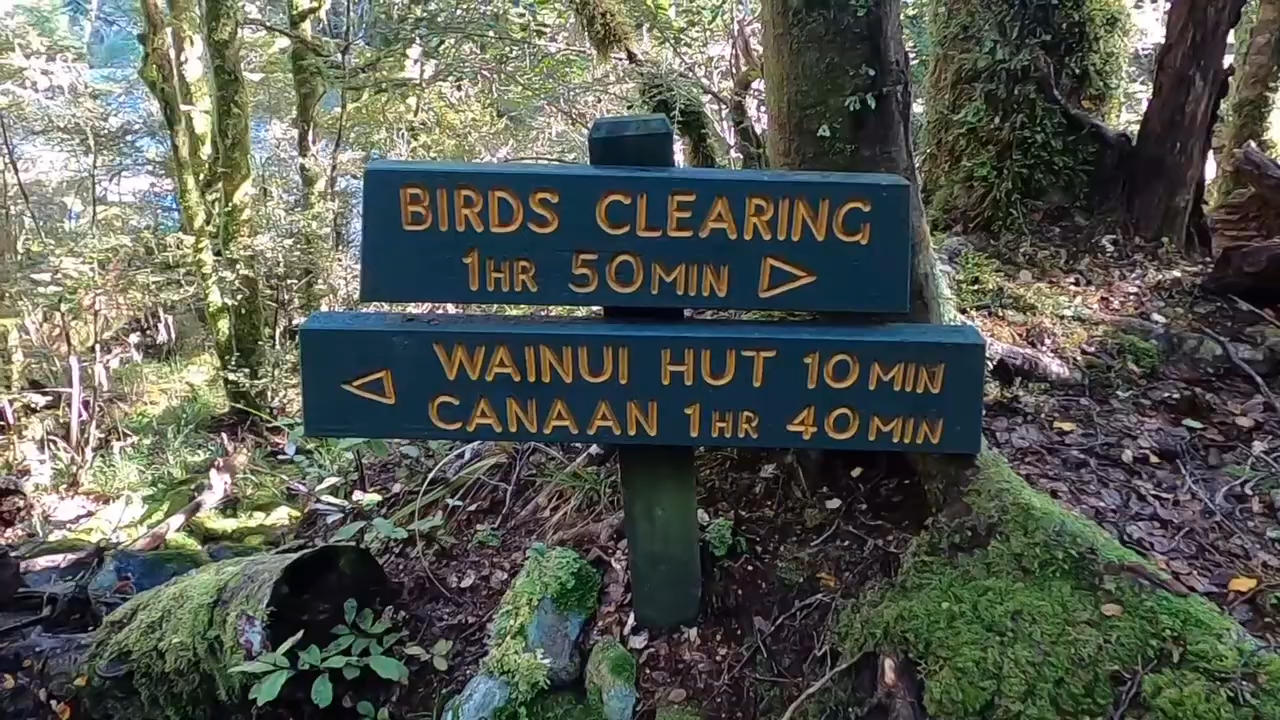 BIRDS CLEARING
1HR 50MIN ▷
◁ WAINUI HUT 10MIN
CANAAN 1HR 40MIN